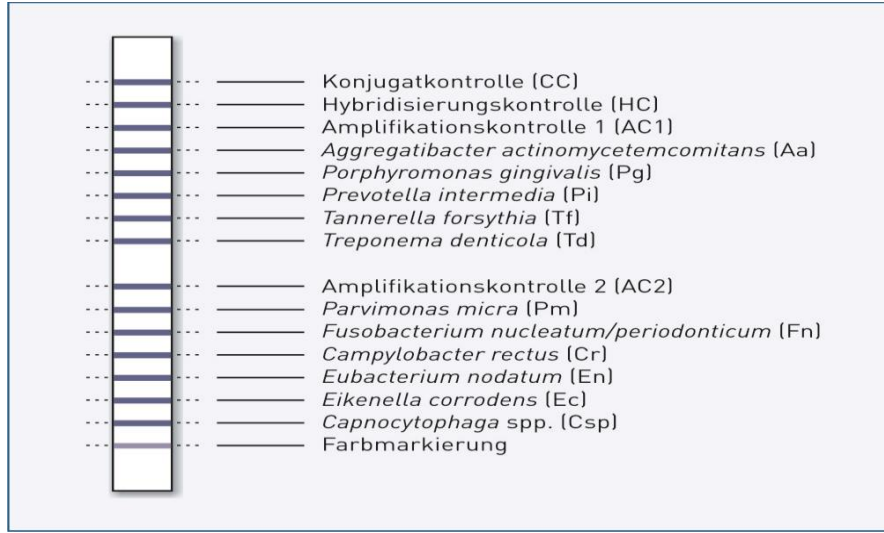 Konjugatkontrolle (CC)
Hybridisierungskontrolle (HC)
Amplifikationskontrolle 1 (AC1)
Aggregatibacter actinomycetemcomitans (Aa)
Porphyromonas gingivalis (Pg)
Prevotella intermedia (Pi)
Tannerella forsythia (Tf)
Treponema denticola (Td)
Amplifikationskontrolle 2 (AC2)
Parvimonas micra (Pm)
Fusobacterium nucleatum/periodonticum (Fn)
Campylobacter rectus (Cr)
Eubacterium nodatum (En)
Eikenella corrodens (Ec)
Capnocytophaga spp. (Csp)
Farbmarkierung